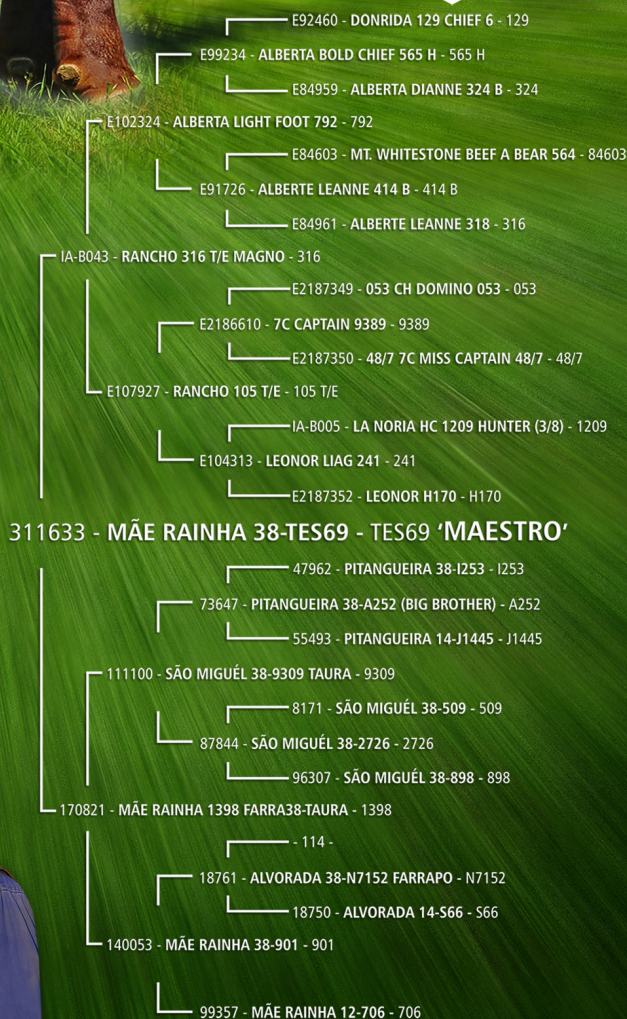 E92460 - DONRIDA 129 CHIEF 6 - 129
E99234 - ALBERTA BOLD CHIEF 565 H - 565 H
E84959 - ALBERTA DIANNE 324 B - 324
E102324 - ALBERTA LIGHT FOOT 792 - 792
E84603 - MT. WHITESTONE BEEF A BEAR 564 - 84603
E91726 - ALBERTE LEANNE 414 B - 414 B
E84961 - ALBERTE LEANNE 318 - 316
IA-B043 - RANCHO 316 T/E MAGNO - 316
E2187349 - 053 CH DOMINO 053 - 053
E2186610 - 7C CAPTAIN 9389 - 9389
E2187350 - 48/7 7C MISS CAPTAIN 48/7 - 48/7
E107927 - RANCHO 105 T/E - 105 T/E
IA-B005 - LA NORIA HC 1209 HUNTER (3/8) - 1209
E104313 - LEONOR LIAG 241 - 241
E2187352 - LEONOR H170 - H170
311633 - MÃE RAINHA 38-TES69 - TES69 ‘MAESTRO’
47962 - PITANGUEIRA 38-I253 - I253
73647 - PITANGUEIRA 38-A252 (BIG BROTHER) - A252
55493 - PITANGUEIRA 14-J1445 - J1445
111100 - SÃO MIGUÉL 38-9309 TAURA - 9309
8171 - SÃO MIGUÉL 38-509 - 509
87844 - SÃO MIGUÉL 38-2726 - 2726
96307 - SÃO MIGUÉL 38-898 - 898
170821 - MÃE RAINHA 1398 FARRA38-TAURA - 1398
- 114 -
18761 - ALVORADA 38-N7152 FARRAPO - N7152
18750 - ALVORADA 14-S66 - S66
140053 - MÃE RAINHA 38-901 - 901
99357 - MÃE RAINHA 12-706 - 706